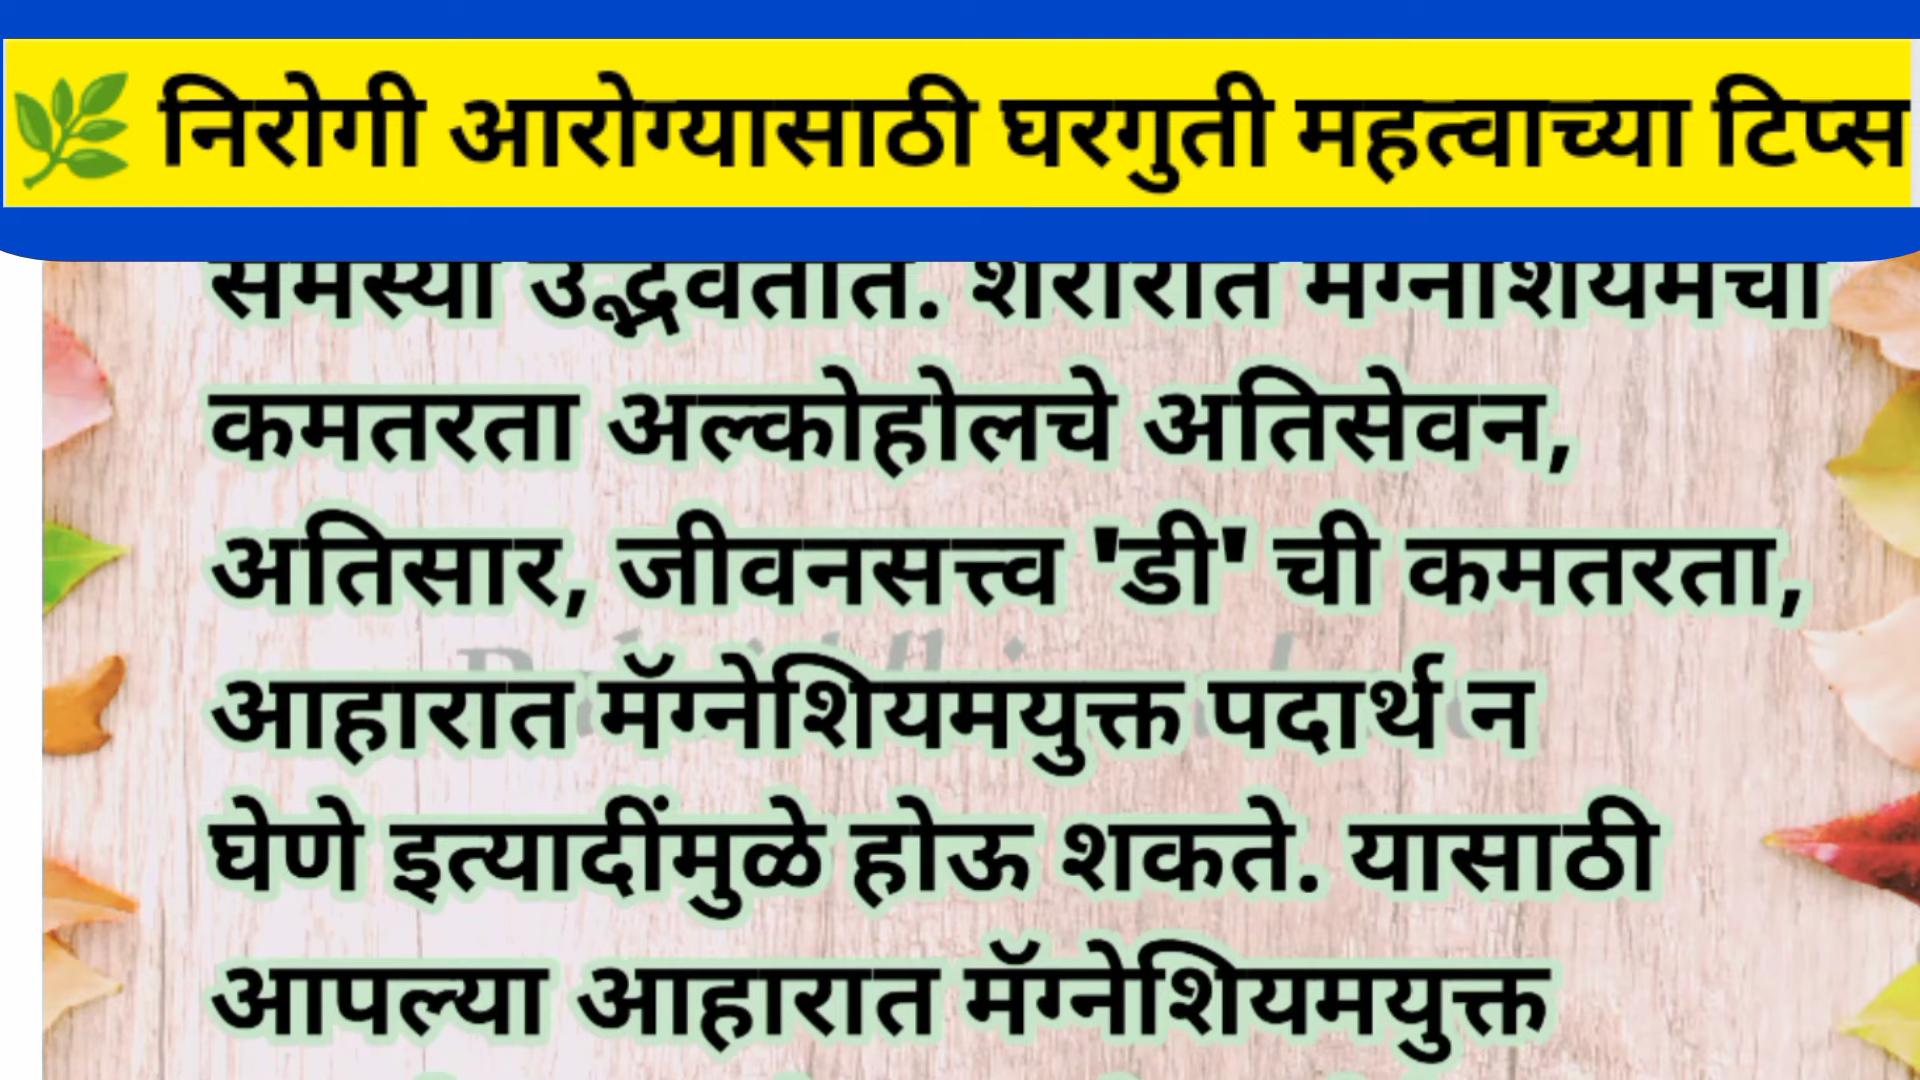 🌿 निरोगी आरोग्यासाठी घरगुती महत्वाच्या टिप्स
समस्या उद्भवतात. शरीरात मॅग्नेशियमची
कमतरता अल्कोहोलचे अतिसेवन,
अतिसार, जीवनसत्त्व 'डी' ची कमतरता,
आहारात मॅग्नेशियमयुक्त पदार्थ न
घेणे इत्यादींमुळे होऊ शकते. यासाठी
आपल्या आहारात मॅग्नेशियमयुक्त